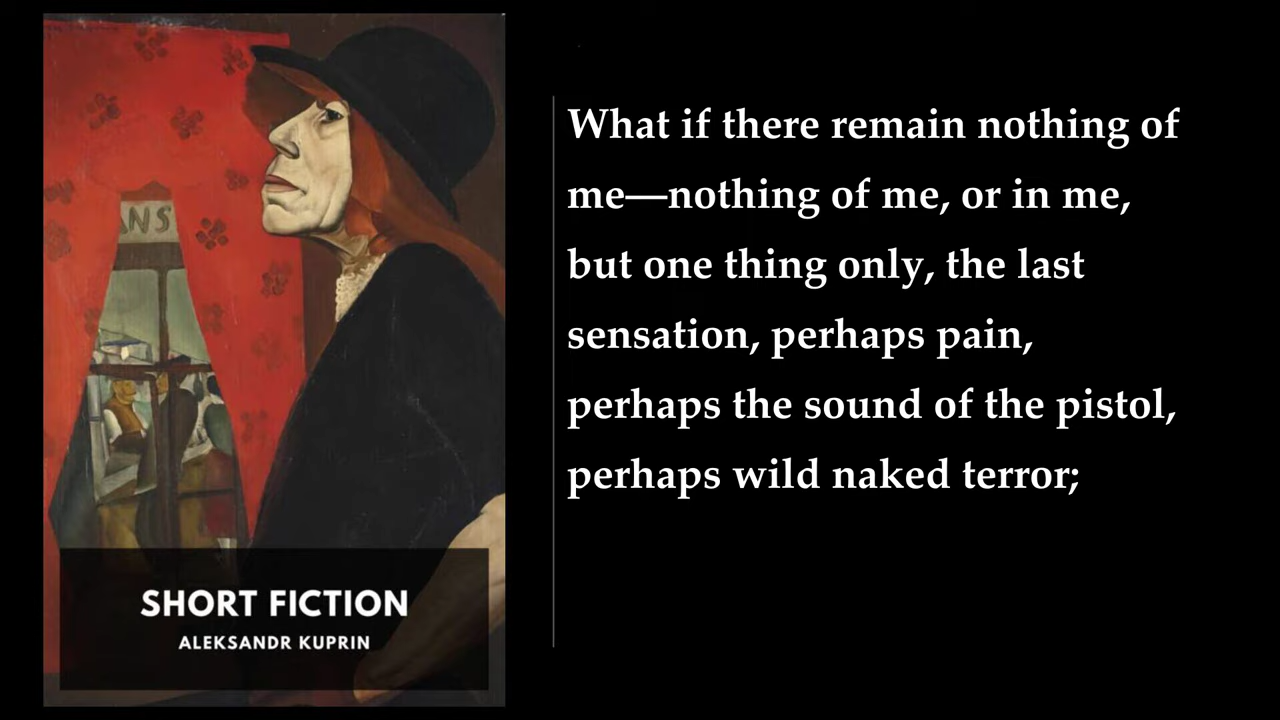 ANS
SHORT FICTION
ALEKSANDR KUPRIN
What if there remain nothing of
me—nothing of me, or in me,
but one thing only, the last
sensation, perhaps pain,
perhaps the sound of the pistol,
perhaps wild naked terror;